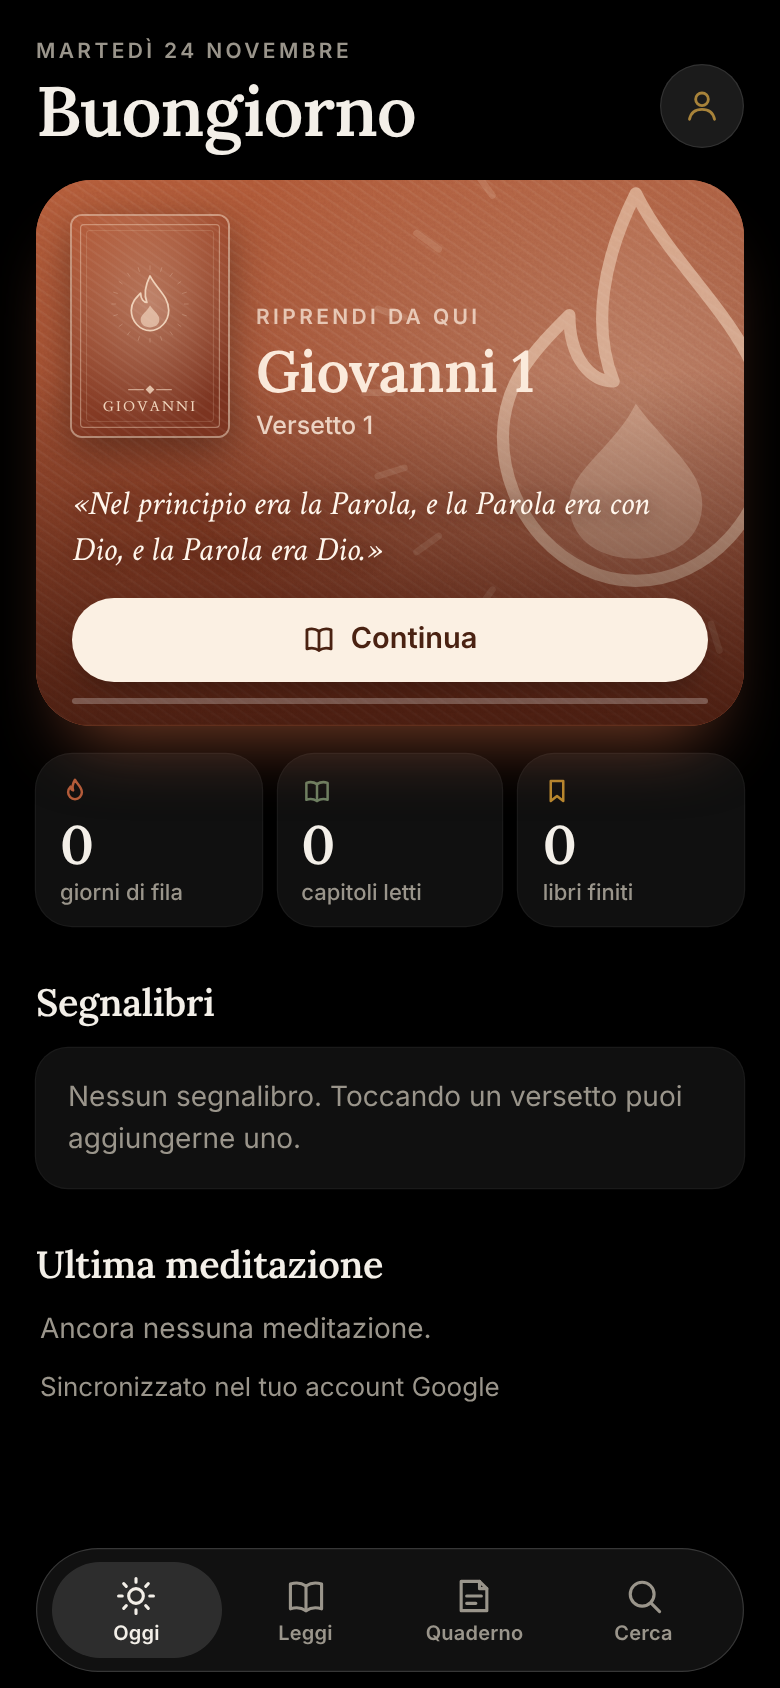 MARTEDÌ 24 NOVEMBRE
Buongiorno
GIOVANNI
RIPRENDI DA QUI
Giovanni 1
Versetto 1
«Nel principio era la Parola, e la Parola era con
Dio, e la Parola era Dio.»
Continua
0
giorni di fila
0
capitoli letti
0
libri finiti
Segnalibri
Nessun segnalibro. Toccando un versetto puoi
aggiungerne uno.
Ultima meditazione
Ancora nessuna meditazione.
Sincronizzato nel tuo account Google
Oggi
Leggi
Quaderno
Cerca